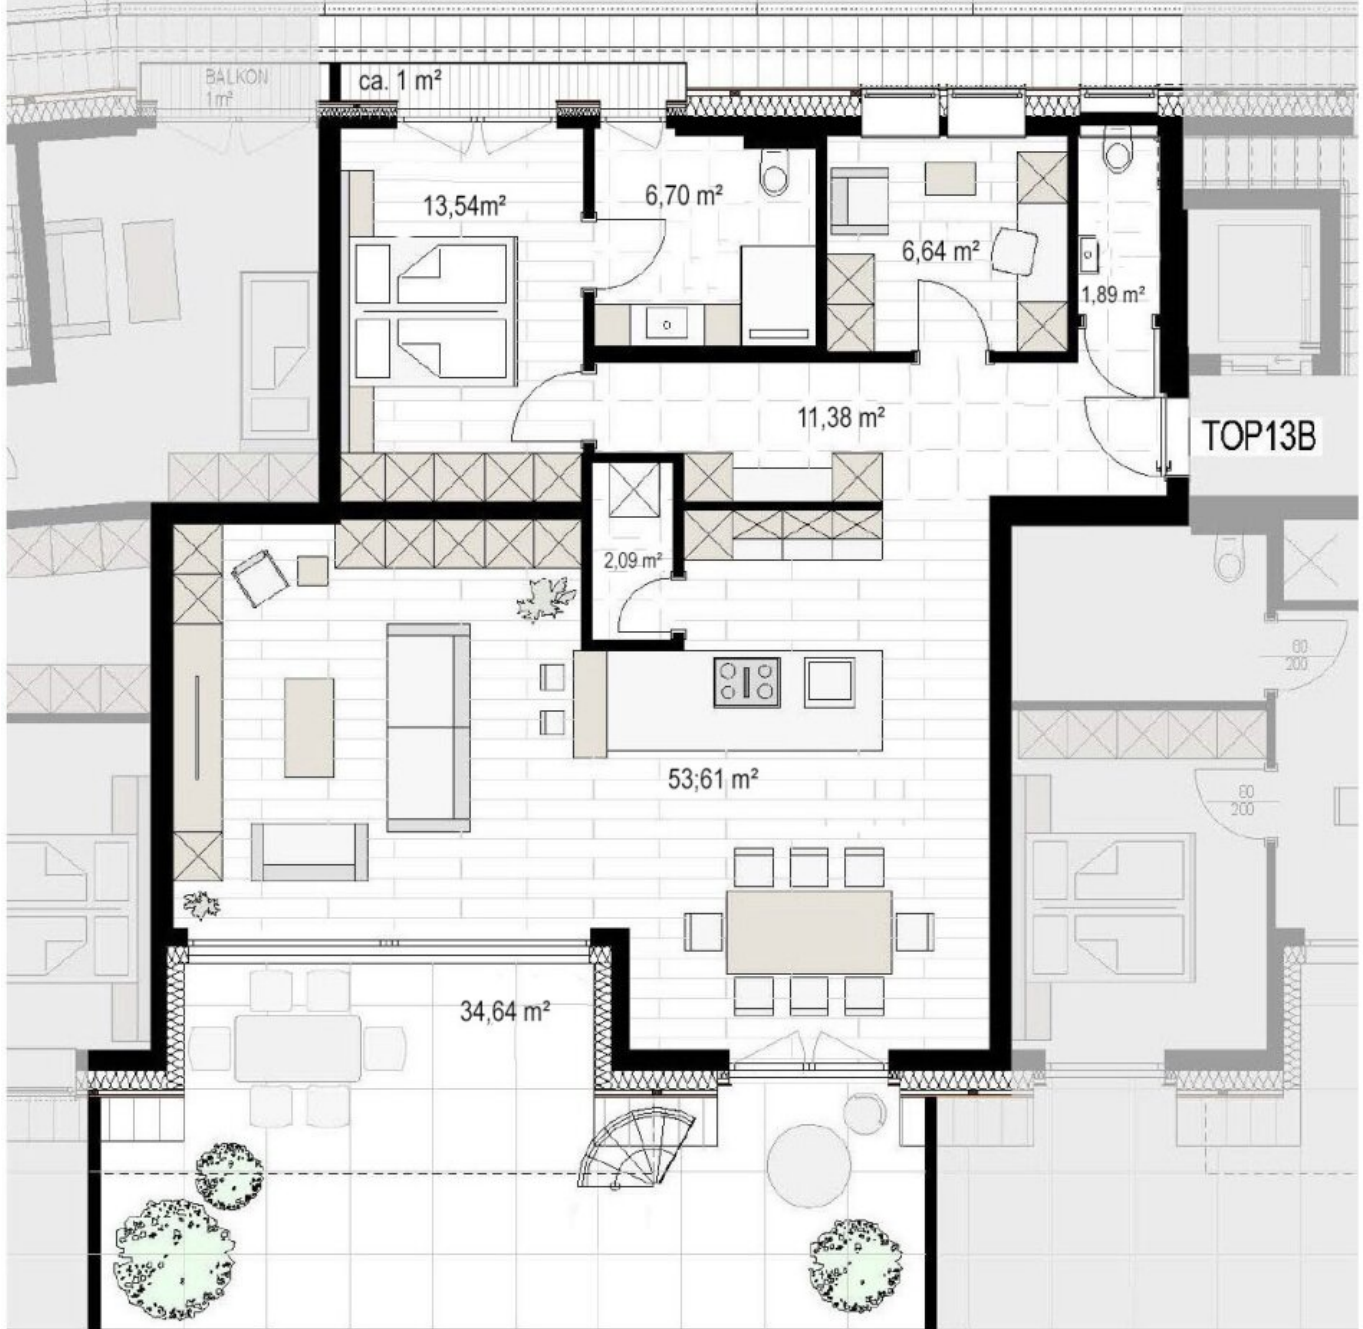 BALKON
1m²
ca. 1 m²
13,54m²
6,70 m²
6,64 m²
1,89 m²
11,38 m²
TOP13B
2,09 m²
80
200
53;61 m²
80
200
34,64 m²